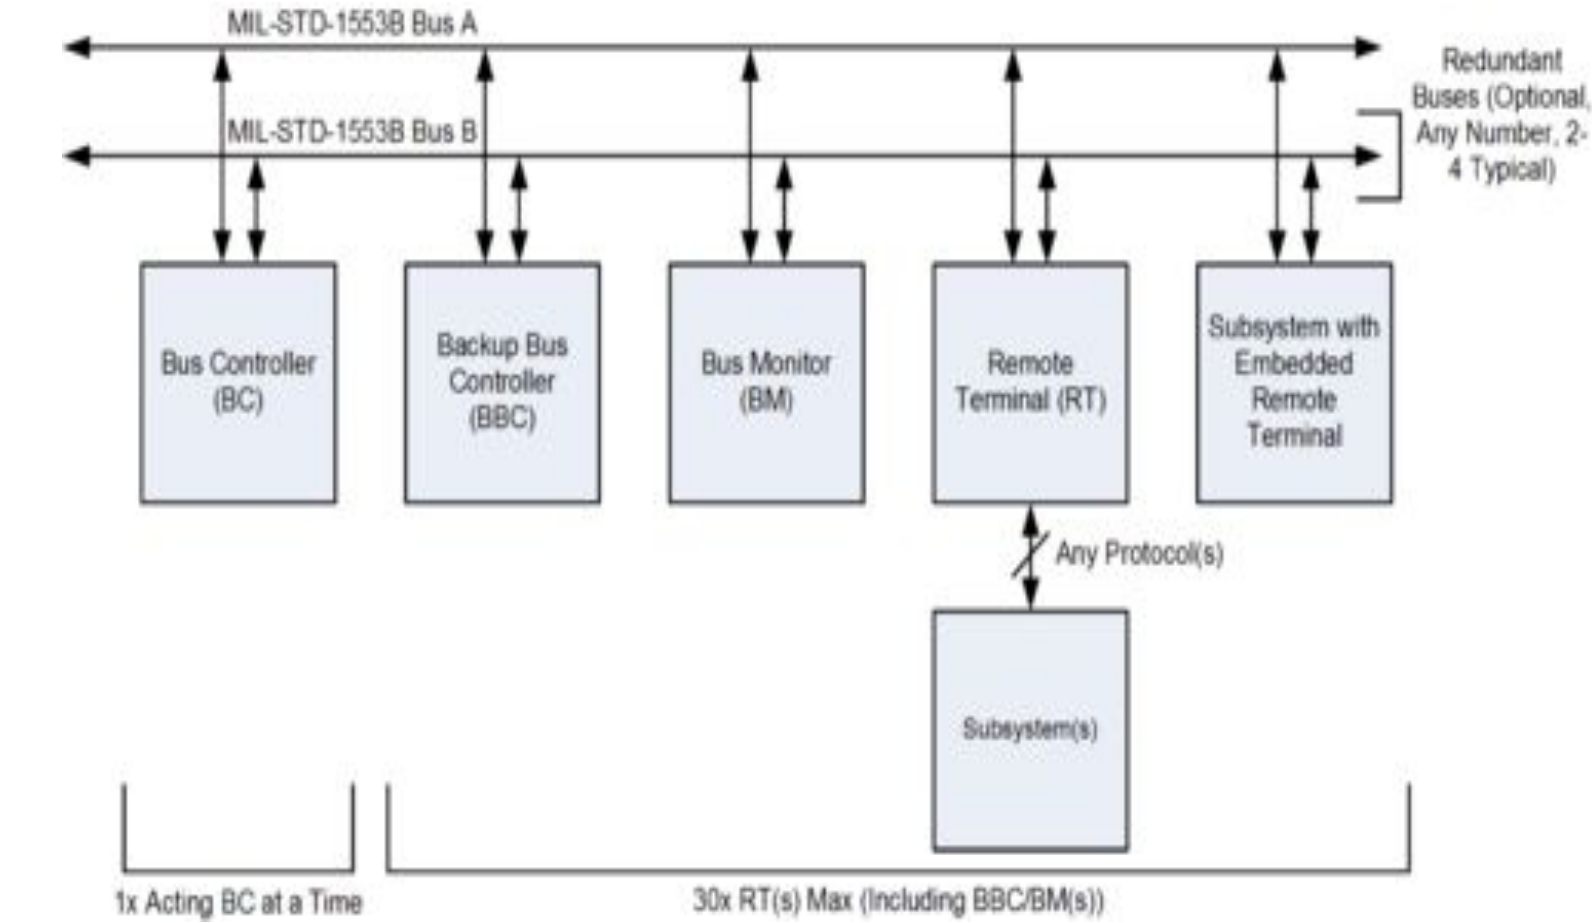 MIL-STD-1553B Bus A
Redundant
Buses (Optional,
Any Number, 2-
4 Typical)
MIL-STD-1553B Bus B
Bus Controller
(BC)
Backup Bus
Controller
(BBC)
Bus Monitor
(BM)
Remote
Terminal (RT)
Subsystem with
Embedded
Remote
Terminal
Any Protocol(s)
Subsystem(s)
1x Acting BC at a Time
30x RT(s) Max (Including BBC/BM(s))